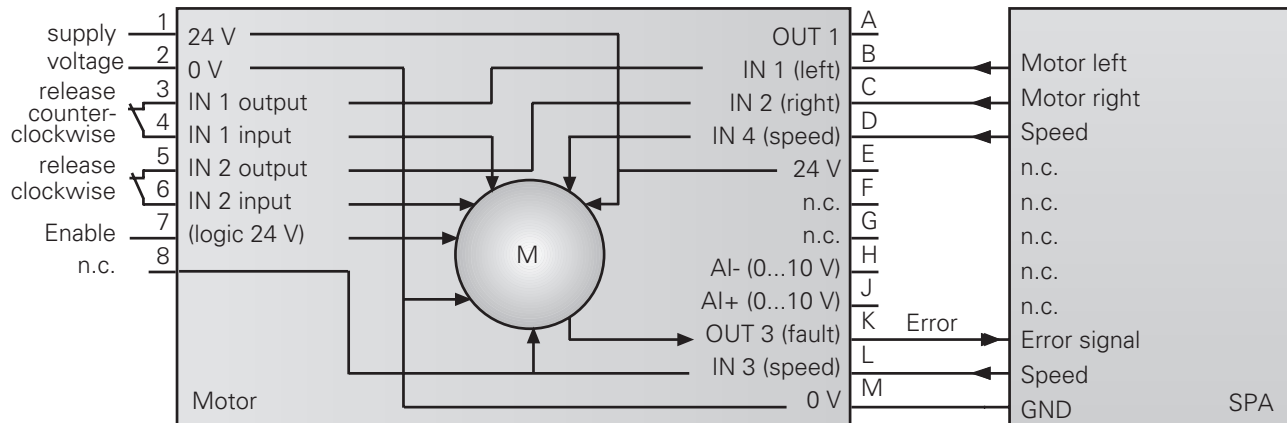 supply
voltage
release
counter-
clockwise
release
clockwise
Enable
n.c.
1
2
3
4
5
6
7
8
24 V
0 V
IN 1 output
IN 1 input
IN 2 output
IN 2 input
(logic 24 V)
Motor
M
OUT 1
IN 1 (left)
IN 2 (right)
IN 4 (speed)
24 V
n.c.
n.c.
AI- (0...10 V)
AI+ (0...10 V)
OUT 3 (fault)
IN 3 (speed)
0 V
A
B
C
D
E
F
G
H
J
K
L
M
Error
Motor left
Motor right
Speed
n.c.
n.c.
n.c.
n.c.
n.c.
Error signal
Speed
GND
SPA